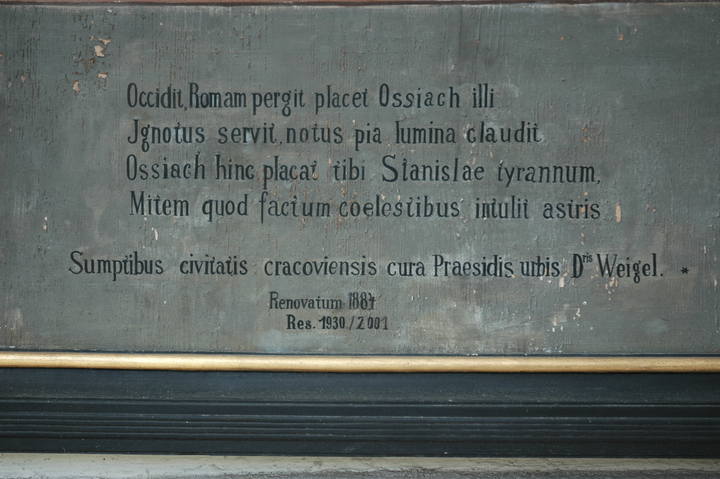 Occidit, Romam pergit placet Ossiach illi
Jgnotus servit, notus pia lumina claudit
Ossiach hinc placat tibi Stanislae tyrannum,
Mitem quod factum coelestibus intulit astris
Sumptibus civitatis cracoviensis cura Praesidis urbis Dris Weigel. *
Renovatum 1884
Res. 1930/2001